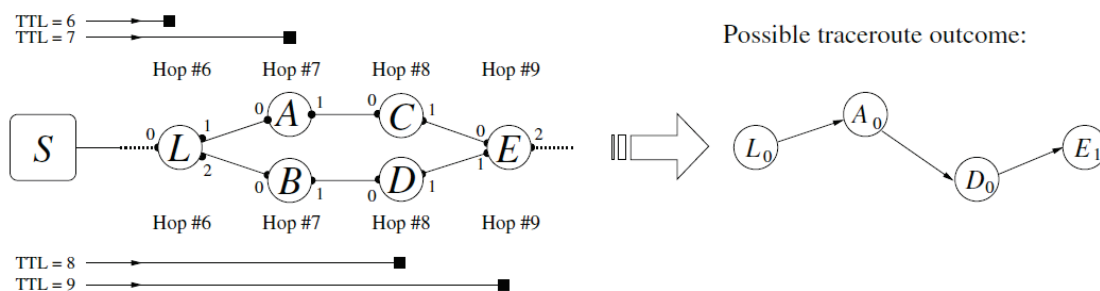 TTL = 6
TTL = 7
Possible traceroute outcome:
Hop #6 Hop #7 Hop #8 Hop #9
0 A 1 0 C 1
S 0 L 1 2 0 E 2 1
0 B 1 0 D 1
Hop #6 Hop #7 Hop #8 Hop #9
TTL = 8
TTL = 9
A0
L0 E1
D0